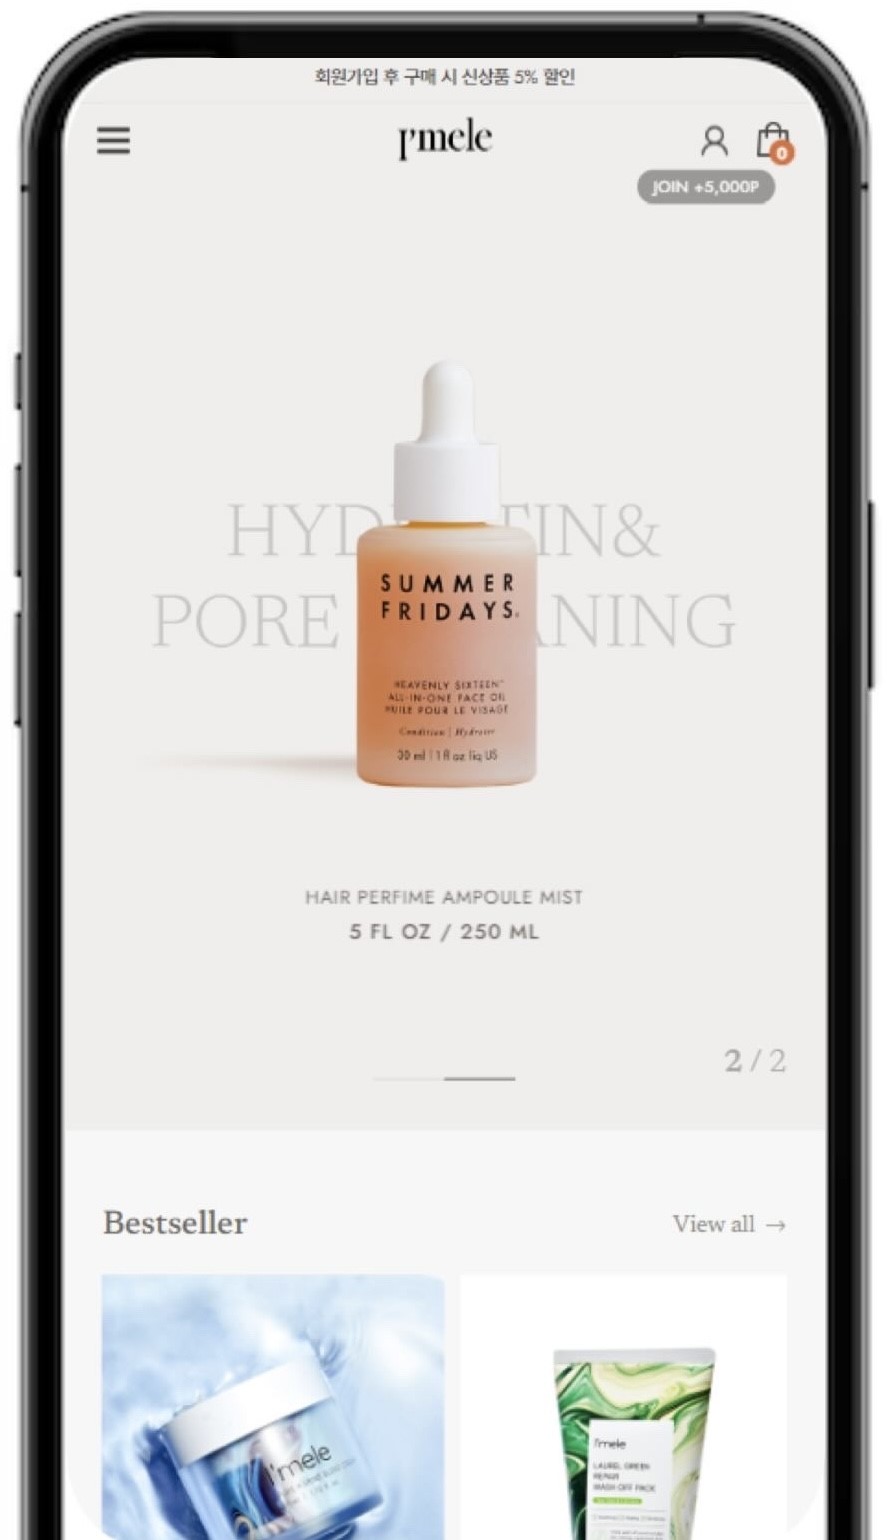 회원가입 후 구매 시 신상품 5% 할인
I'mele
0
JOIN +5,000P
HYD TIN&
PORE ANING
SUMMER
FRIDAYS.
HEAVENLY SIXTEEN™
ALL-IN-ONE FACE OIL
HUILE POUR LE VISAGE
Condition | Hydrater
30 ml | 1 fl oz liq US
HAIR PERFIME AMPOULE MIST
5 FL OZ / 250 ML
2 / 2
Bestseller
View all →
I'mele
I'mele
LAUREL GREEN
REPAIR
WASH OFF PACK